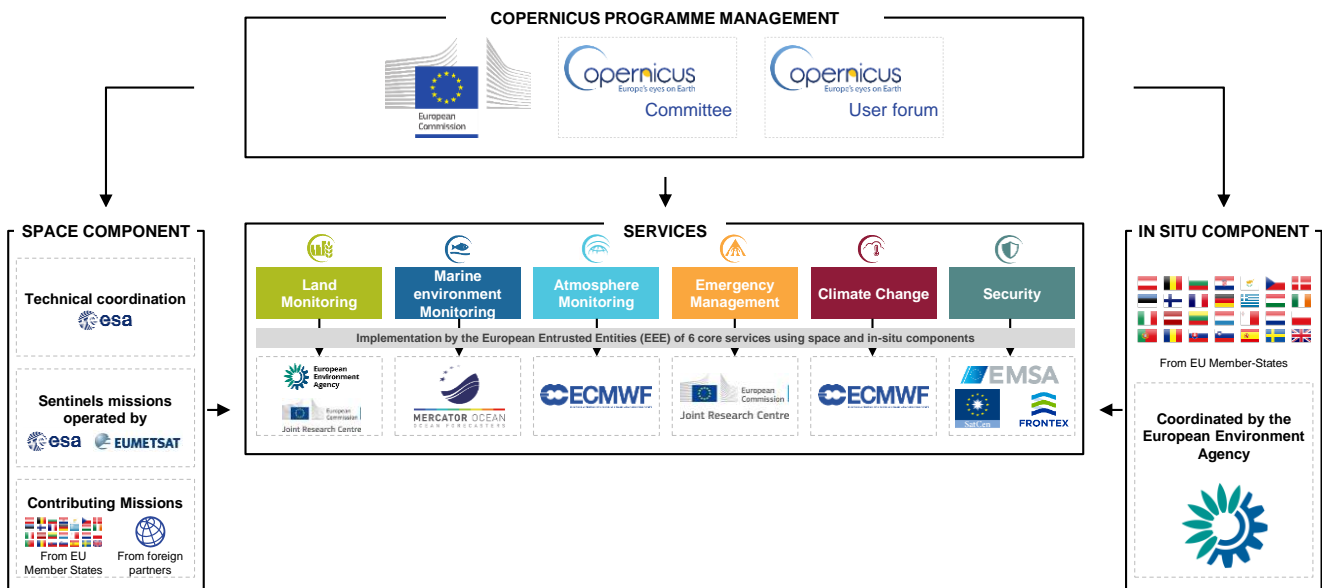 COPERNICUS PROGRAMME MANAGEMENT
European
Commission
opernicus
Europe's eyes on Earth
Committee
opernicus
Europe's eyes on Earth
User forum
SPACE COMPONENT
Technical coordination
esa
Sentinels missions
operated by
esa
EUMETSAT
Contributing Missions
From EU
Member States
From foreign
partners
SERVICES
Land
Monitoring
Marine
environment
Monitoring
Atmosphere
Monitoring
Emergency
Management
Climate Change
Security
Implementation by the European Entrusted Entities (EEE) of 6 core services using space and in-situ components
European
Environment
Agency
European
Commission
Joint Research Centre
MERCATOR OCEAN
OCEAN FORECASTERS
ECMWF
European
Commission
Joint Research Centre
ECMWF
EMSA
SatCen
FRONTEX
IN SITU COMPONENT
From EU Member-States
Coordinated by the
European Environment
Agency